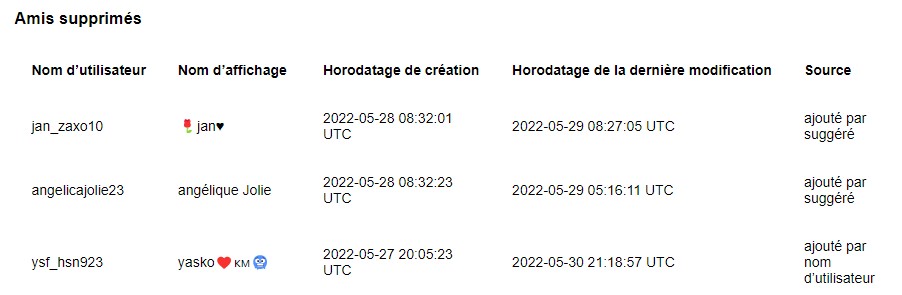 Amis supprimés
Nom d’utilisateur Nom d’affichage Horodatage de création Horodatage de la dernière modification Source
jan_zaxo10 🌷jan♥ 2022-05-28 08:32:01 UTC 2022-05-29 08:27:05 UTC ajouté par suggéré
angelicajolie23 angélique Jolie 2022-05-28 08:32:23 UTC 2022-05-29 05:16:11 UTC ajouté par suggéré
ysf_hsn923 yasko❤️ᴋᴍ🥶 2022-05-27 20:05:23 UTC 2022-05-30 21:18:57 UTC ajouté par nom d’utilisateur